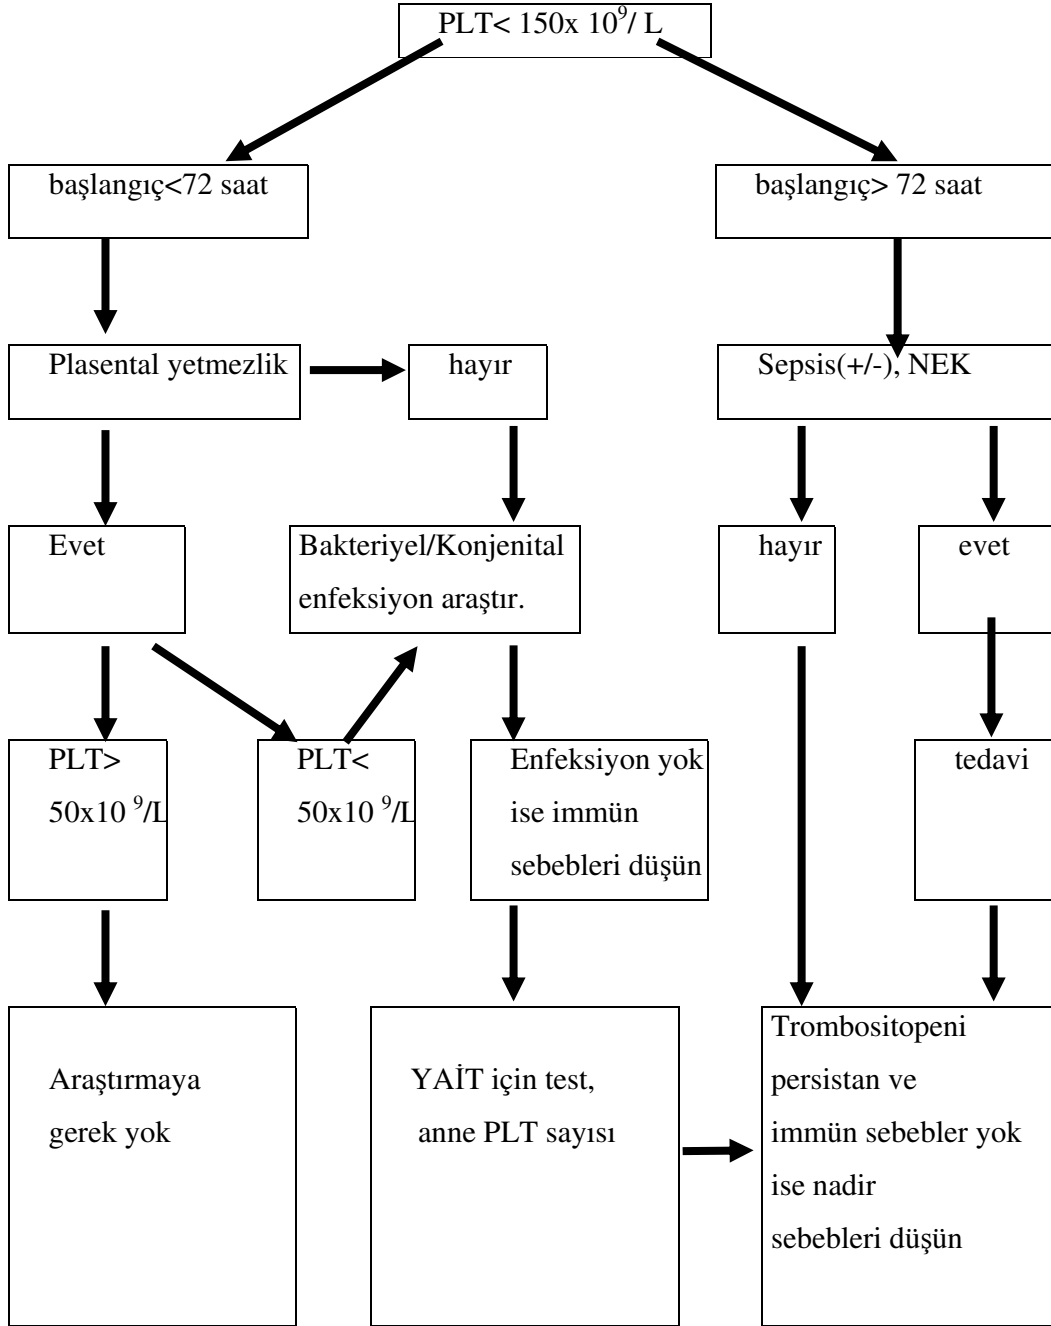 PLT< 150x 10⁹/ L
başlangıç<72 saat
başlangıç> 72 saat
Plasental yetmezlik
hayır
Sepsis(+/-), NEK
Evet
Bakteriyel/Konjenital
enfeksiyon araştır.
hayır
evet
PLT>
50x10 ⁹/L
PLT<
50x10 ⁹/L
Enfeksiyon yok
ise immün
sebebleri düşün
tedavi
Araştırmaya
gerek yok
YAİT için test,
anne PLT sayısı
Trombositopeni
persistan ve
immün sebebler yok
ise nadir
sebebleri düşün